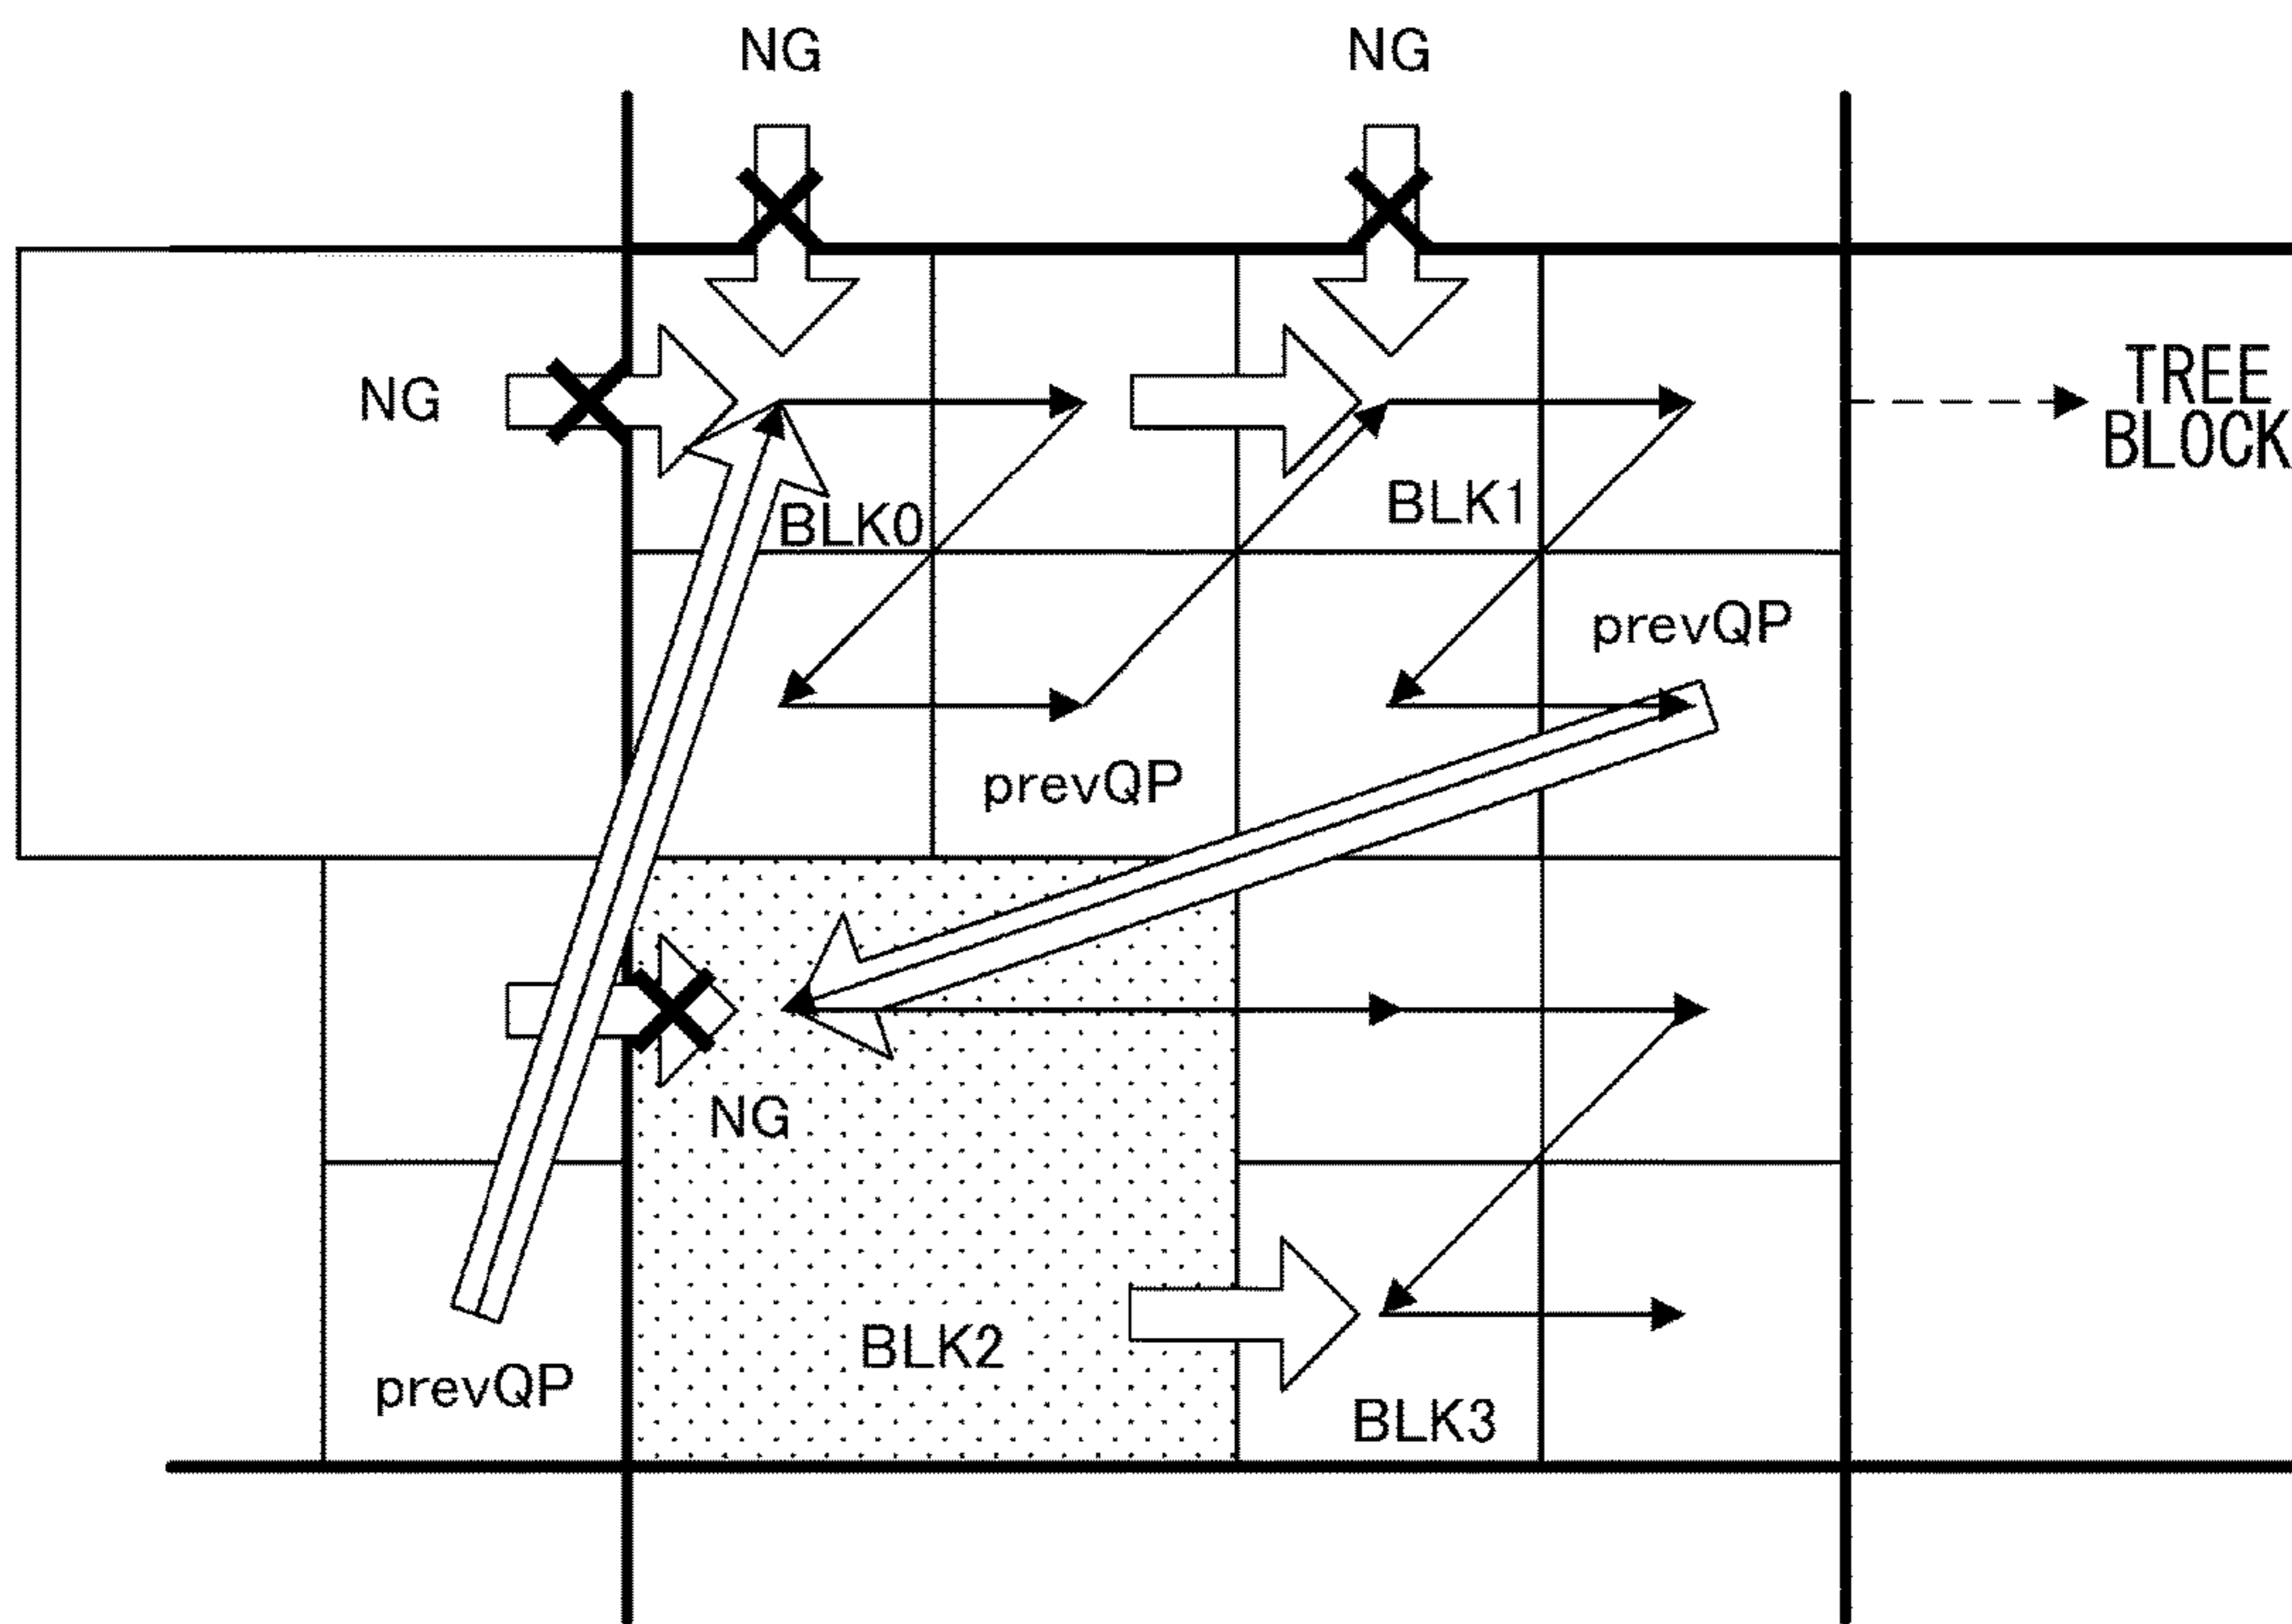 NG
NG
NG
TREE
BLOCK
BLK0
BLK1
prevQP
prevQP
NG
BLK2
prevQP
BLK3